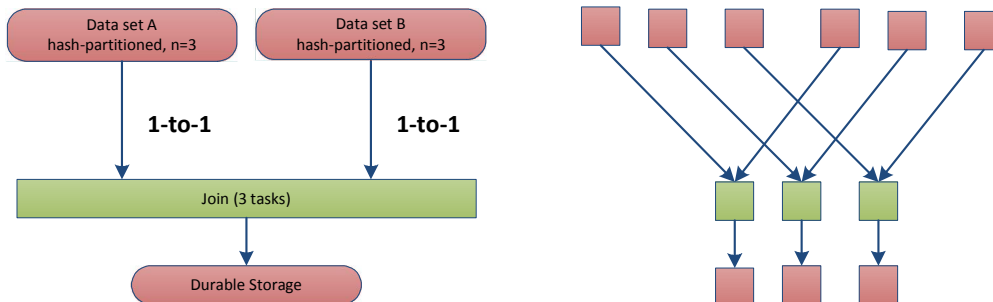 Data set A
hash-partitioned, n=3
Data set B
hash-partitioned, n=3
1-to-1
1-to-1
Join (3 tasks)
Durable Storage